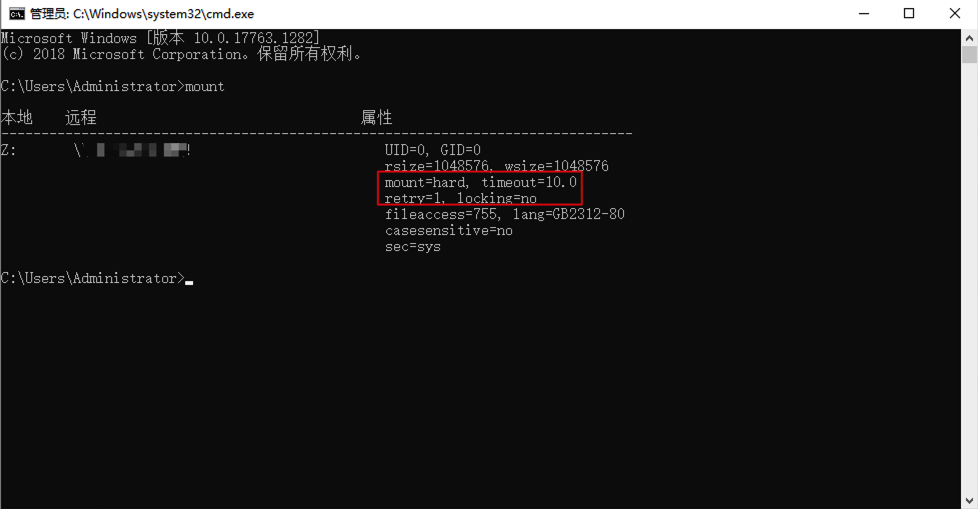 管理员: C:\Windows\system32\cmd.exe
Microsoft Windows [版本 10.0.17763.1282]
(c) 2018 Microsoft Corporation。保留所有权利。
C:\Users\Administrator>mount
本地 远程 属性
-------------------------------------------------------------------------------
Z: \ UID=0, GID=0
rsize=1048576, wsize=1048576
mount=hard, timeout=10.0
retry=1, locking=no
fileaccess=755, lang=GB2312-80
casesensitive=no
sec=sys
C:\Users\Administrator>